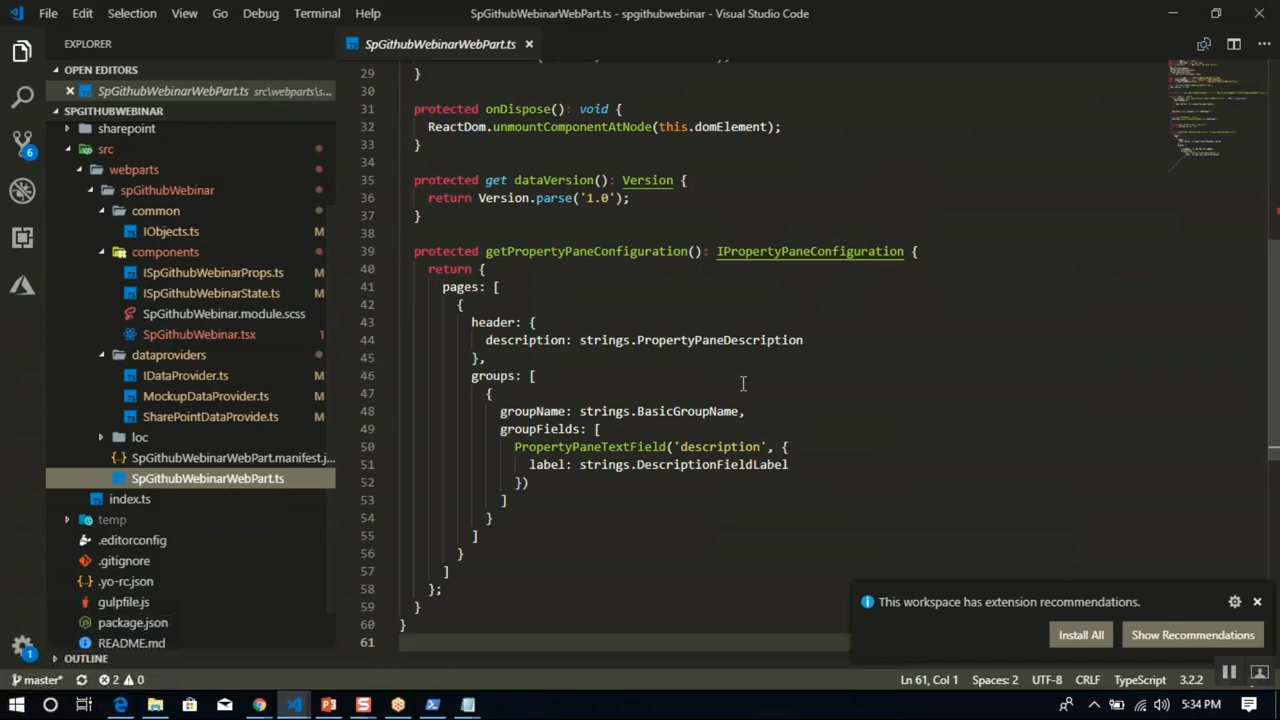 File Edit Selection View Go Debug Terminal Help
SpGithubWebinarWebPart.ts - spgithubwebinar - Visual Studio Code
EXPLORER
OPEN EDITORS
SpGithubWebinarWebPart.ts src\webparts\s...
SPGITHUBWEBINAR
sharepoint
src
webparts
spGithubWebinar
common
IObjects.ts M
components
ISpGithubWebinarProps.ts M
ISpGithubWebinarState.ts M
SpGithubWebinar.module.scss
SpGithubWebinar.tsx 1
dataproviders
IDataProvider.ts M
MockupDataProvider.ts M
SharePointDataProvide.ts M
loc
SpGithubWebinarWebPart.manifest.j...
SpGithubWebinarWebPart.ts
index.ts
temp
.editorconfig
.gitignore
.yo-rc.json
gulpfile.js
package.json
README.md
OUTLINE
6
1
SpGithubWebinarWebPart.ts
29 }
30
31 protected onDispose(): void {
32 ReactDom.unmountComponentAtNode(this.domElement);
33 }
34
35 protected get dataVersion(): Version {
36 return Version.parse('1.0');
37 }
38
39 protected getPropertyPaneConfiguration(): IPropertyPaneConfiguration {
40 return {
41 pages: [
42 {
43 header: {
44 description: strings.PropertyPaneDescription
45 },
46 groups: [
47 {
48 groupName: strings.BasicGroupName,
49 groupFields: [
50 PropertyPaneTextField('description', {
51 label: strings.DescriptionFieldLabel
52 })
53 ]
54 }
55 ]
56 }
57 ]
58 };
59 }
60 }
61
This workspace has extension recommendations.
Install All Show Recommendations
master* 2 0 Ln 61, Col 1 Spaces: 2 UTF-8 CRLF TypeScript 3.2.2
5:34 PM